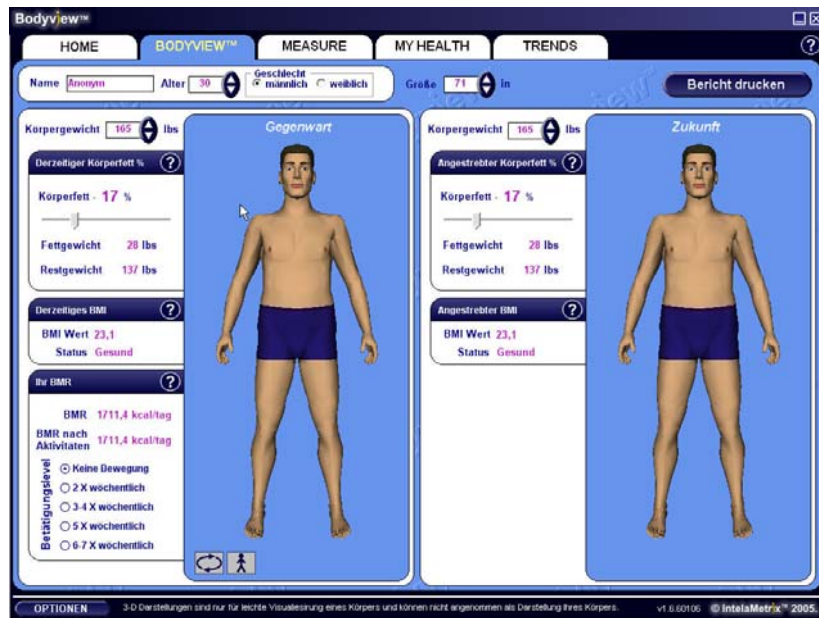 Bodyview™
HOME
BODYVIEW™
MEASURE
MY HEALTH
TRENDS
?
Name Anonym Alter 30 Geschlecht männlich weiblich Größe 71 in
Bericht drucken
Körpergewicht 165 lbs
Gegenwart
Derzeitiger Körperfett % ?
Körperfett - 17 %
Fettgewicht 28 lbs
Restgewicht 137 lbs
Derzeitiges BMI ?
BMI Wert 23,1
Status Gesund
Ihr BMR ?
BMR 1711,4 kcal/tag
BMR nach Aktivitäten 1711,4 kcal/tag
Betätigungslevel
Keine Bewegung
2 X wöchentlich
3-4 X wöchentlich
5 X wöchentlich
6-7 X wöchentlich
Körpergewicht 165 lbs
Zukunft
Angestrebter Körperfett % ?
Körperfett - 17 %
Fettgewicht 28 lbs
Restgewicht 137 lbs
Angestrebter BMI ?
BMI Wert 23,1
Status Gesund
OPTIONEN
3-D Darstellungen sind nur für leichte Visualiesirung eines Körpers und können nicht angenommen als Darstellung Ihres Körpers.
v1.6.60106 © IntelaMetrix™ 2005.